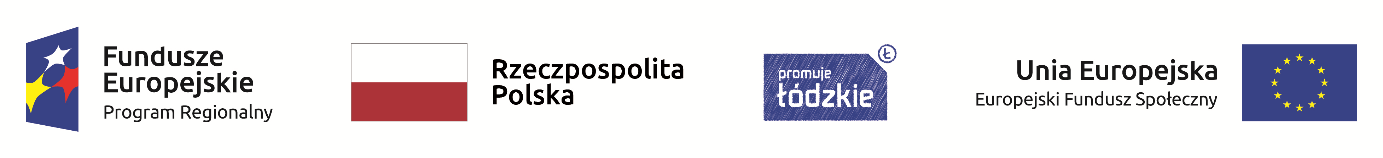 Fundusze
Europejskie
Program Regionalny
Rzeczpospolita
Polska
promuje
łódzkie
Ł
Unia Europejska
Europejski Fundusz Społeczny